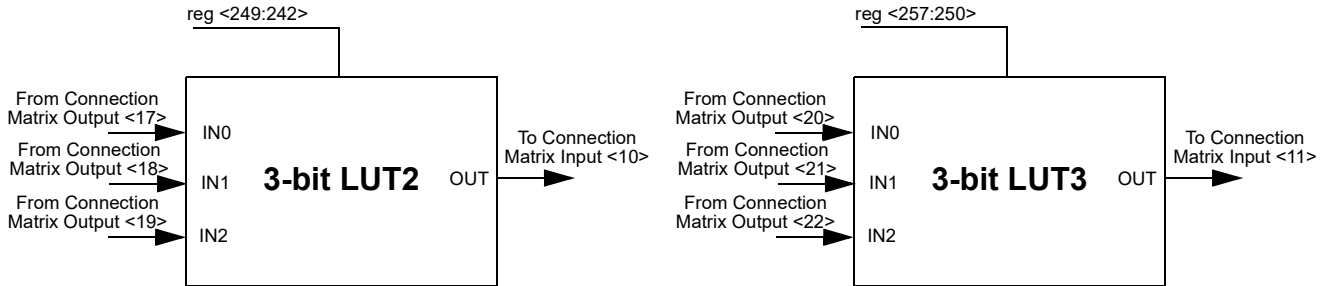 reg <249:242>
From Connection
Matrix Output <17>
IN0
From Connection
Matrix Output <18>
IN1
From Connection
Matrix Output <19>
IN2
3-bit LUT2
OUT
To Connection
Matrix Input <10>
reg <257:250>
From Connection
Matrix Output <20>
IN0
From Connection
Matrix Output <21>
IN1
From Connection
Matrix Output <22>
IN2
3-bit LUT3
OUT
To Connection
Matrix Input <11>